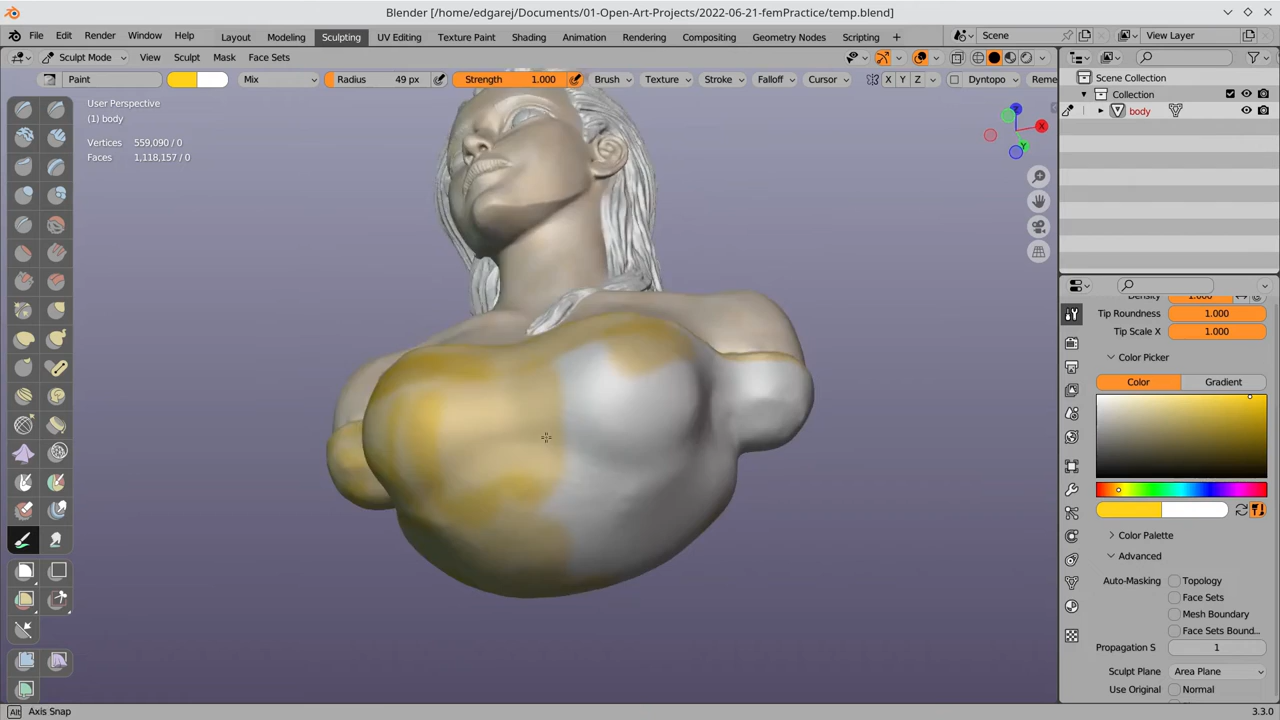 Blender [/home/edgarej/Documents/01-Open-Art-Projects/2022-06-21-femPractice/temp.blend]
File Edit Render Window Help Layout Modeling Sculpting UV Editing Texture Paint Shading Animation Rendering Compositing Geometry Nodes Scripting + Scene View Layer
Sculpt Mode View Sculpt Mask Face Sets
Paint Mix Radius 49 px Strength 1.000 Brush Texture Stroke Falloff Cursor X Y Z Dyntopo Reme
User Perspective
(1) body
Vertices 559,090 / 0
Faces 1,118,157 / 0
X
Y
Z
Scene Collection
Collection
body
Density 1.000
Tip Roundness 1.000
Tip Scale X 1.000
Color Picker
Color Gradient
Color Palette
Advanced
Auto-Masking Topology
Face Sets
Mesh Boundary
Face Sets Boun...
Propagation S 1
Sculpt Plane Area Plane
Use Original Normal
Alt Axis Snap 3.3.0